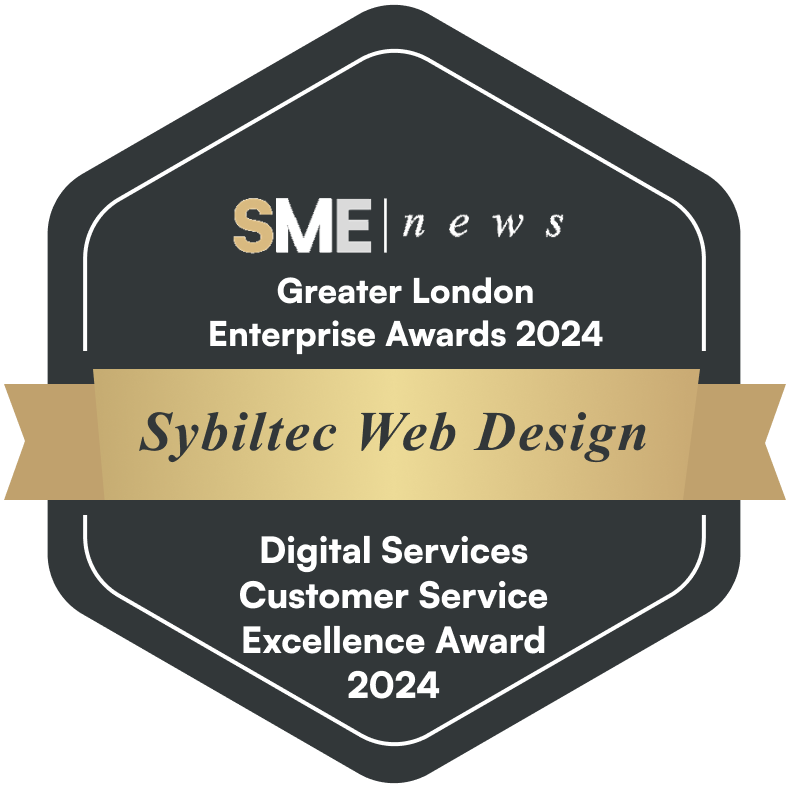 SME | news
Greater London
Enterprise Awards 2024
Sybiltec Web Design
Digital Services
Customer Service
Excellence Award
2024